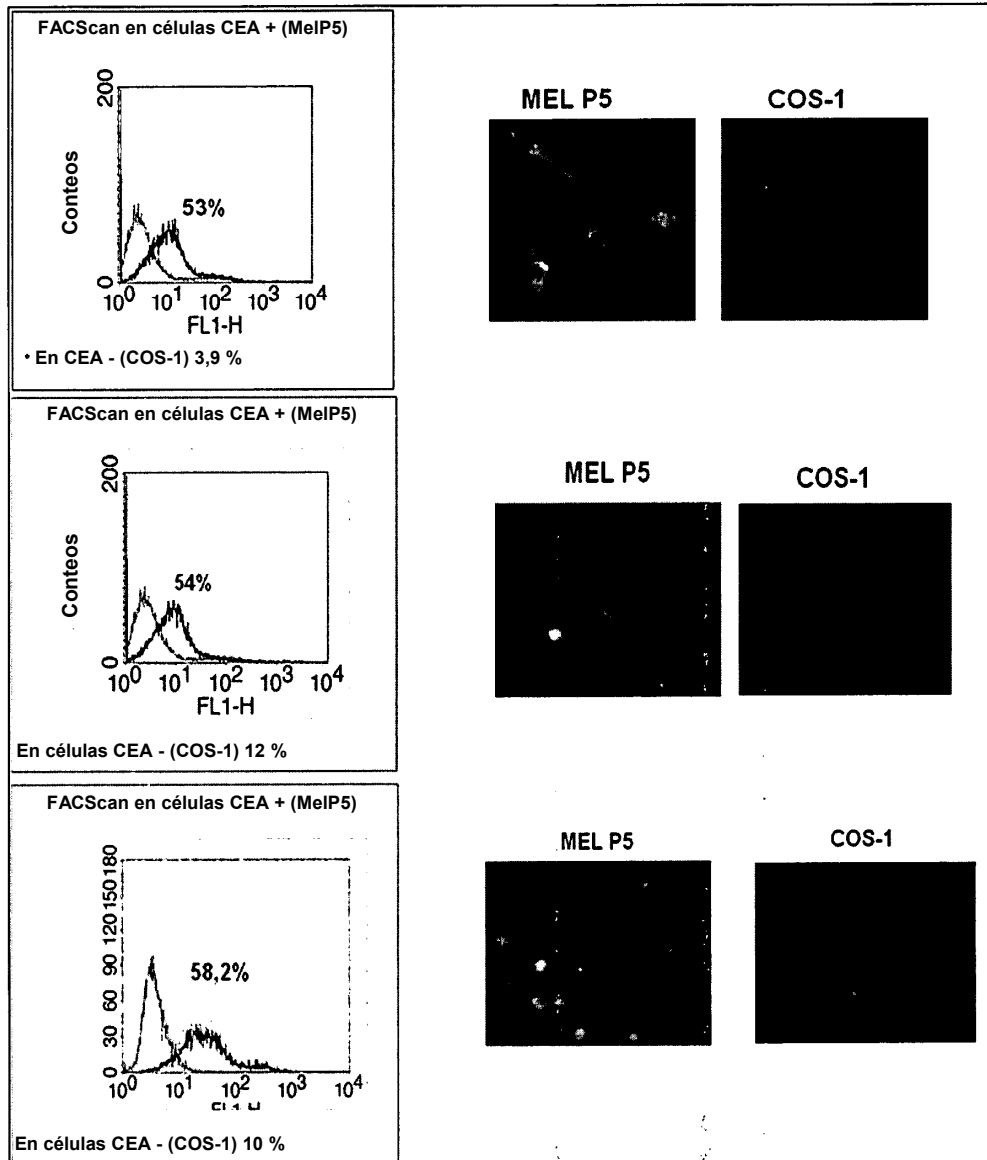 FACScan en células CEA + (MelP5)
200
Conteos
53%
0
10^0 10^1 10^2 10^3 10^4
FL1-H
• En CEA - (COS-1) 3,9 %
MEL P5
COS-1
FACScan en células CEA + (MelP5)
200
Conteos
54%
0
10^0 10^1 10^2 10^3 10^4
FL1-H
En células CEA - (COS-1) 12 %
MEL P5
COS-1
FACScan en células CEA + (MelP5)
180
150
120
90
58,2%
60
30
0
10^0 10^1 10^2 10^3 10^4
FL1-H
En células CEA - (COS-1) 10 %
MEL P5
COS-1